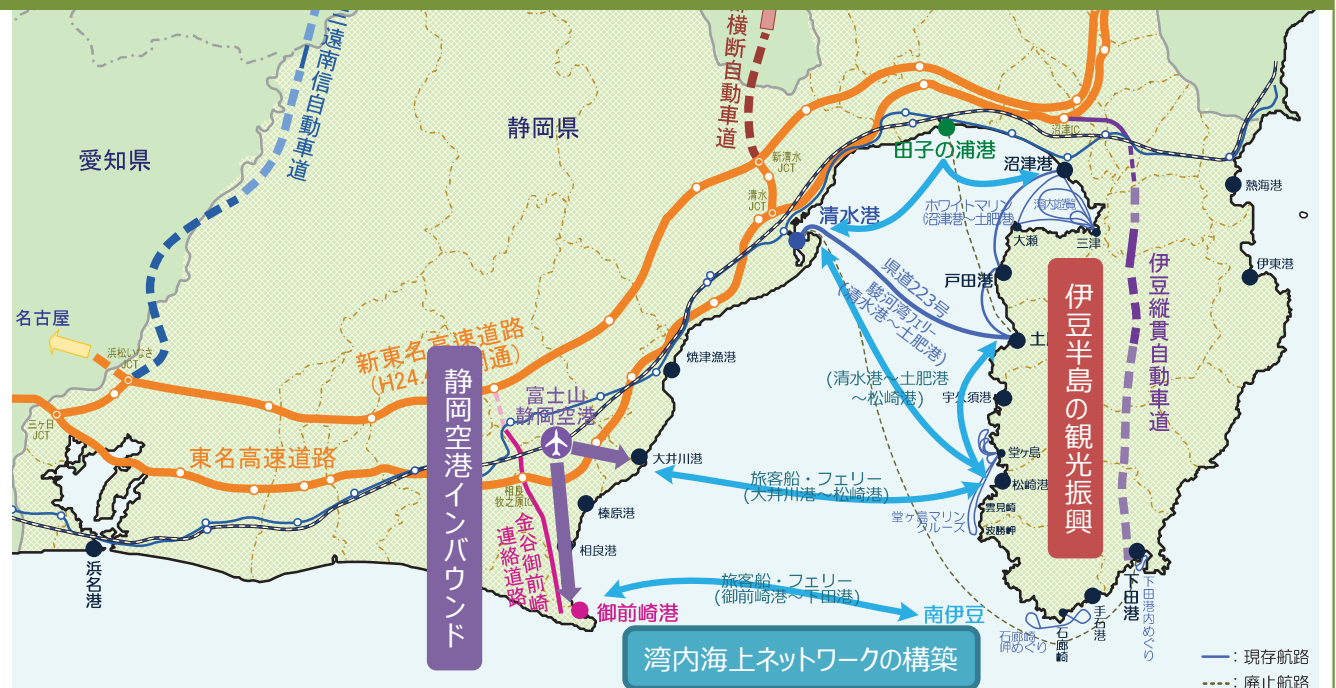 三遠南信自動車道
横断自動車道
静岡県
愛知県
名古屋
浜松いなさ
JCT
三ヶ日
JCT
新東名高速道路
東名高速道路
新清水
JCT
清水
JCT
沼津IC
田子の浦港
沼津港
清水港
ホワイトマリン
(沼津港～土肥港)
湾内遊覧
大瀬
三津
熱海港
伊東港
戸田港
県道223号
駿河湾フェリー
(清水港～土肥港)
伊豆縦貫自動車道
伊豆半島の観光振興
焼津漁港
(清水港～土肥港
～松崎港)
宇久須港
静岡空港インバウンド
富士山
静岡空港
大井川港
旅客船・フェリー
(大井川港～松崎港)
堂ヶ島
松崎港
堂ヶ島マリン
クルーズ
雲見崎
波勝岬
相良
牧之原IC
榛原港
相良港
金谷御前崎
連絡道路
浜名港
御前崎港
旅客船・フェリー
(御前崎港～下田港)
南伊豆
下田港
下田港内めぐり
手石港
石廊崎
石廊崎
岬めぐり
湾内海上ネットワークの構築
：現存航路
：廃止航路